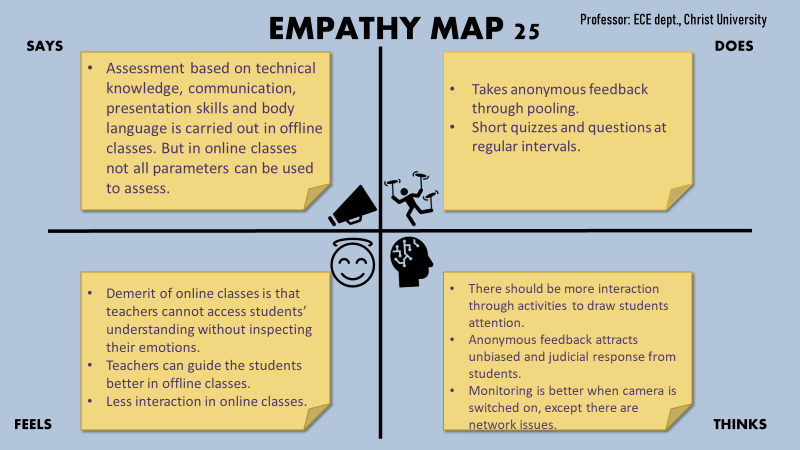 EMPATHY MAP 25
Professor: ECE dept., Christ University
SAYS
DOES
• Assessment based on technical
knowledge, communication,
presentation skills and body
language is carried out in offline
classes. But in online classes
not all parameters can be used
to assess.
• Takes anonymous feedback
through pooling.
• Short quizzes and questions at
regular intervals.
• Demerit of online classes is that
teachers cannot access students’
understanding without inspecting
their emotions.
• Teachers can guide the students
better in offline classes.
• Less interaction in online classes.
• There should be more interaction
through activities to draw students
attention.
• Anonymous feedback attracts
unbiased and judicial response from
students.
• Monitoring is better when camera is
switched on, except there are
network issues.
FEELS
THINKS